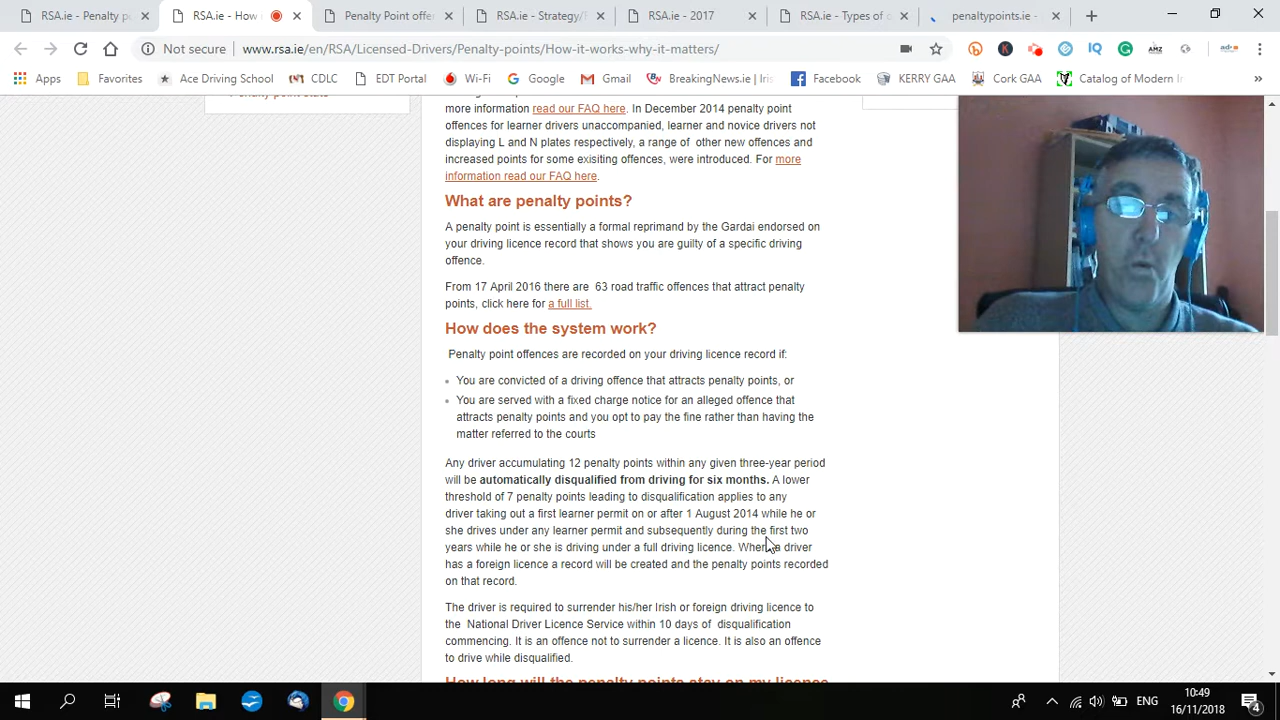 RSA.ie - Penalty po
RSA.ie - How i
Penalty Point offe
RSA.ie - Strategy/F
RSA.ie - 2017
RSA.ie - Types of o
penaltypoints.ie -
Not secure
www.rsa.ie/en/RSA/Licensed-Drivers/Penalty-points/How-it-works-why-it-matters/
Apps
Favorites
Ace Driving School
CDLC
EDT Portal
Wi-Fi
Google
Gmail
BreakingNews.ie | Iris
Facebook
KERRY GAA
Cork GAA
Catalog of Modern Ir
Penalty point stats
more information read our FAQ here. In December 2014 penalty point
offences for learner drivers unaccompanied, learner and novice drivers not
displaying L and N plates respectively, a range of other new offences and
increased points for some exisiting offences, were introduced. For more
information read our FAQ here.
What are penalty points?
A penalty point is essentially a formal reprimand by the Gardai endorsed on
your driving licence record that shows you are guilty of a specific driving
offence.
From 17 April 2016 there are 63 road traffic offences that attract penalty
points, click here for a full list.
How does the system work?
Penalty point offences are recorded on your driving licence record if:
You are convicted of a driving offence that attracts penalty points, or
You are served with a fixed charge notice for an alleged offence that
attracts penalty points and you opt to pay the fine rather than having the
matter referred to the courts
Any driver accumulating 12 penalty points within any given three-year period
will be automatically disqualified from driving for six months. A lower
threshold of 7 penalty points leading to disqualification applies to any
driver taking out a first learner permit on or after 1 August 2014 while he or
she drives under any learner permit and subsequently during the first two
years while he or she is driving under a full driving licence. Where a driver
has a foreign licence a record will be created and the penalty points recorded
on that record.
The driver is required to surrender his/her Irish or foreign driving licence to
the National Driver Licence Service within 10 days of disqualification
commencing. It is an offence not to surrender a licence. It is also an offence
to drive while disqualified.
How long will the penalty points stay on my licence
ENG
10:49
16/11/2018
4